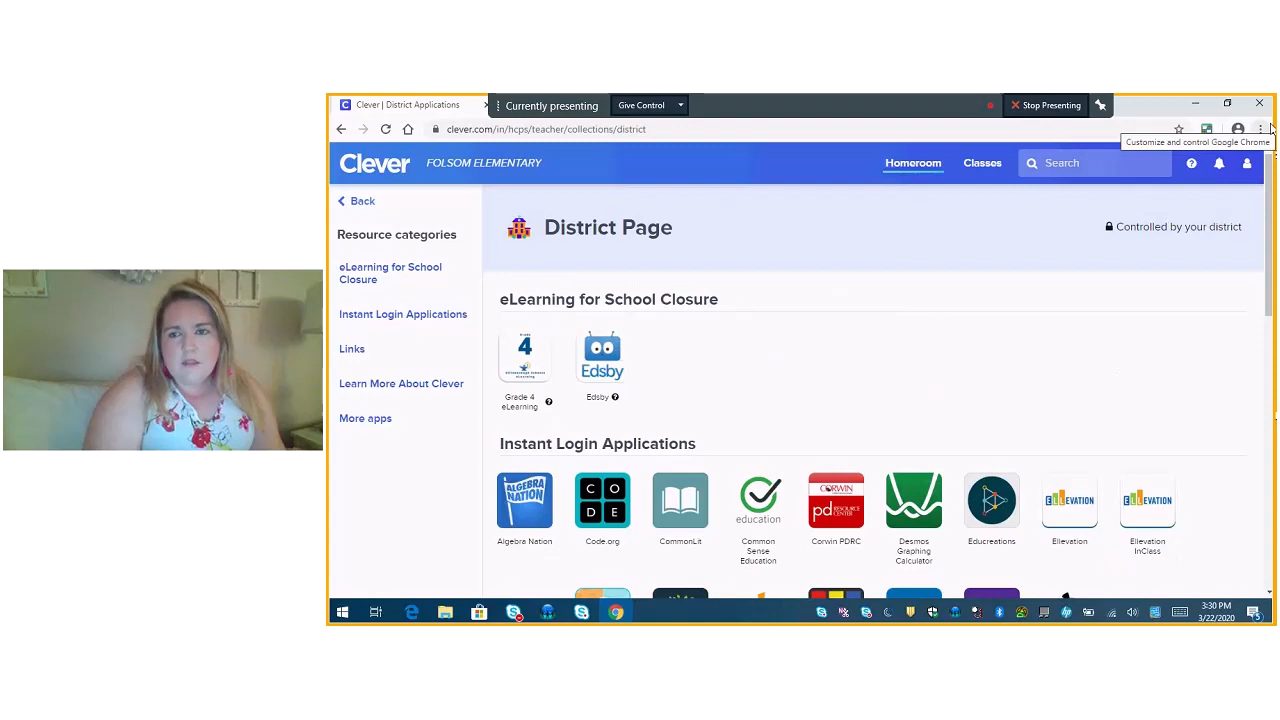 Clever | District Applications
Currently presenting
Give Control
Stop Presenting
clever.com/in/hcps/teacher/collections/district
Customize and control Google Chrome
Clever
FOLSOM ELEMENTARY
Homeroom
Classes
Search
Back
Resource categories
eLearning for School
Closure
Instant Login Applications
Links
Learn More About Clever
More apps
District Page
Controlled by your district
eLearning for School Closure
4
Edsby
Grade 4
eLearning
Edsby
Instant Login Applications
ALGEBRA
NATION
C O
D E
education
CORWIN
pd RESOURCE
CENTER
ELLEVATION
ELLEVATION
Algebra Nation
Code.org
CommonLit
Common
Sense
Education
Corwin PDRC
Desmos
Graphing
Calculator
Educreations
Ellevation
Ellevation
InClass
3:30 PM
3/22/2020